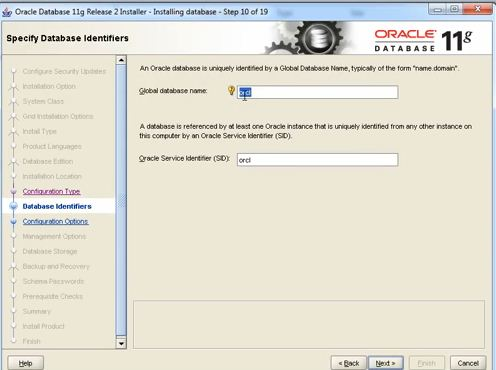 Oracle Database 11g Release 2 Installer - Installing database - Step 10 of 19
Specify Database Identifiers
ORACLE
DATABASE 11g
Configure Security Updates
Installation Option
System Class
Grid Installation Options
Install Type
Product Languages
Database Edition
Installation Location
Configuration Type
Database Identifiers
Configuration Options
Management Options
Database Storage
Backup and Recovery
Schema Passwords
Prerequisite Checks
Summary
Install Product
Finish
An Oracle database is uniquely identified by a Global Database Name, typically of the form "name.domain".
Global database name: orcl
A database is referenced by at least one Oracle instance that is uniquely identified from any other instance on
this computer by an Oracle Service Identifier (SID).
Oracle Service Identifier (SID): orcl
Help
< Back
Next >
Finish
Cancel